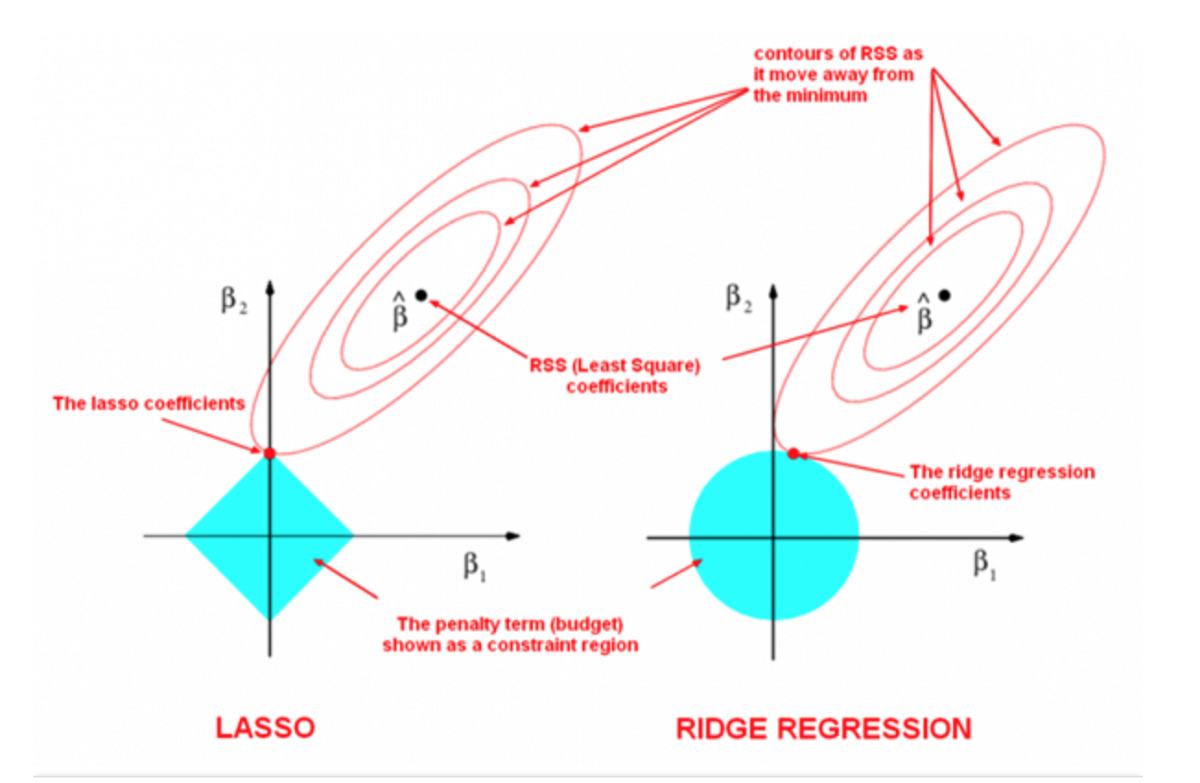 contours of RSS as
it move away from
the minimum
β₂
β₂
β̂
β̂
RSS (Least Square)
coefficients
The lasso coefficients
The ridge regression
coefficients
β₁
β₁
The penalty term (budget)
shown as a constraint region
LASSO
RIDGE REGRESSION